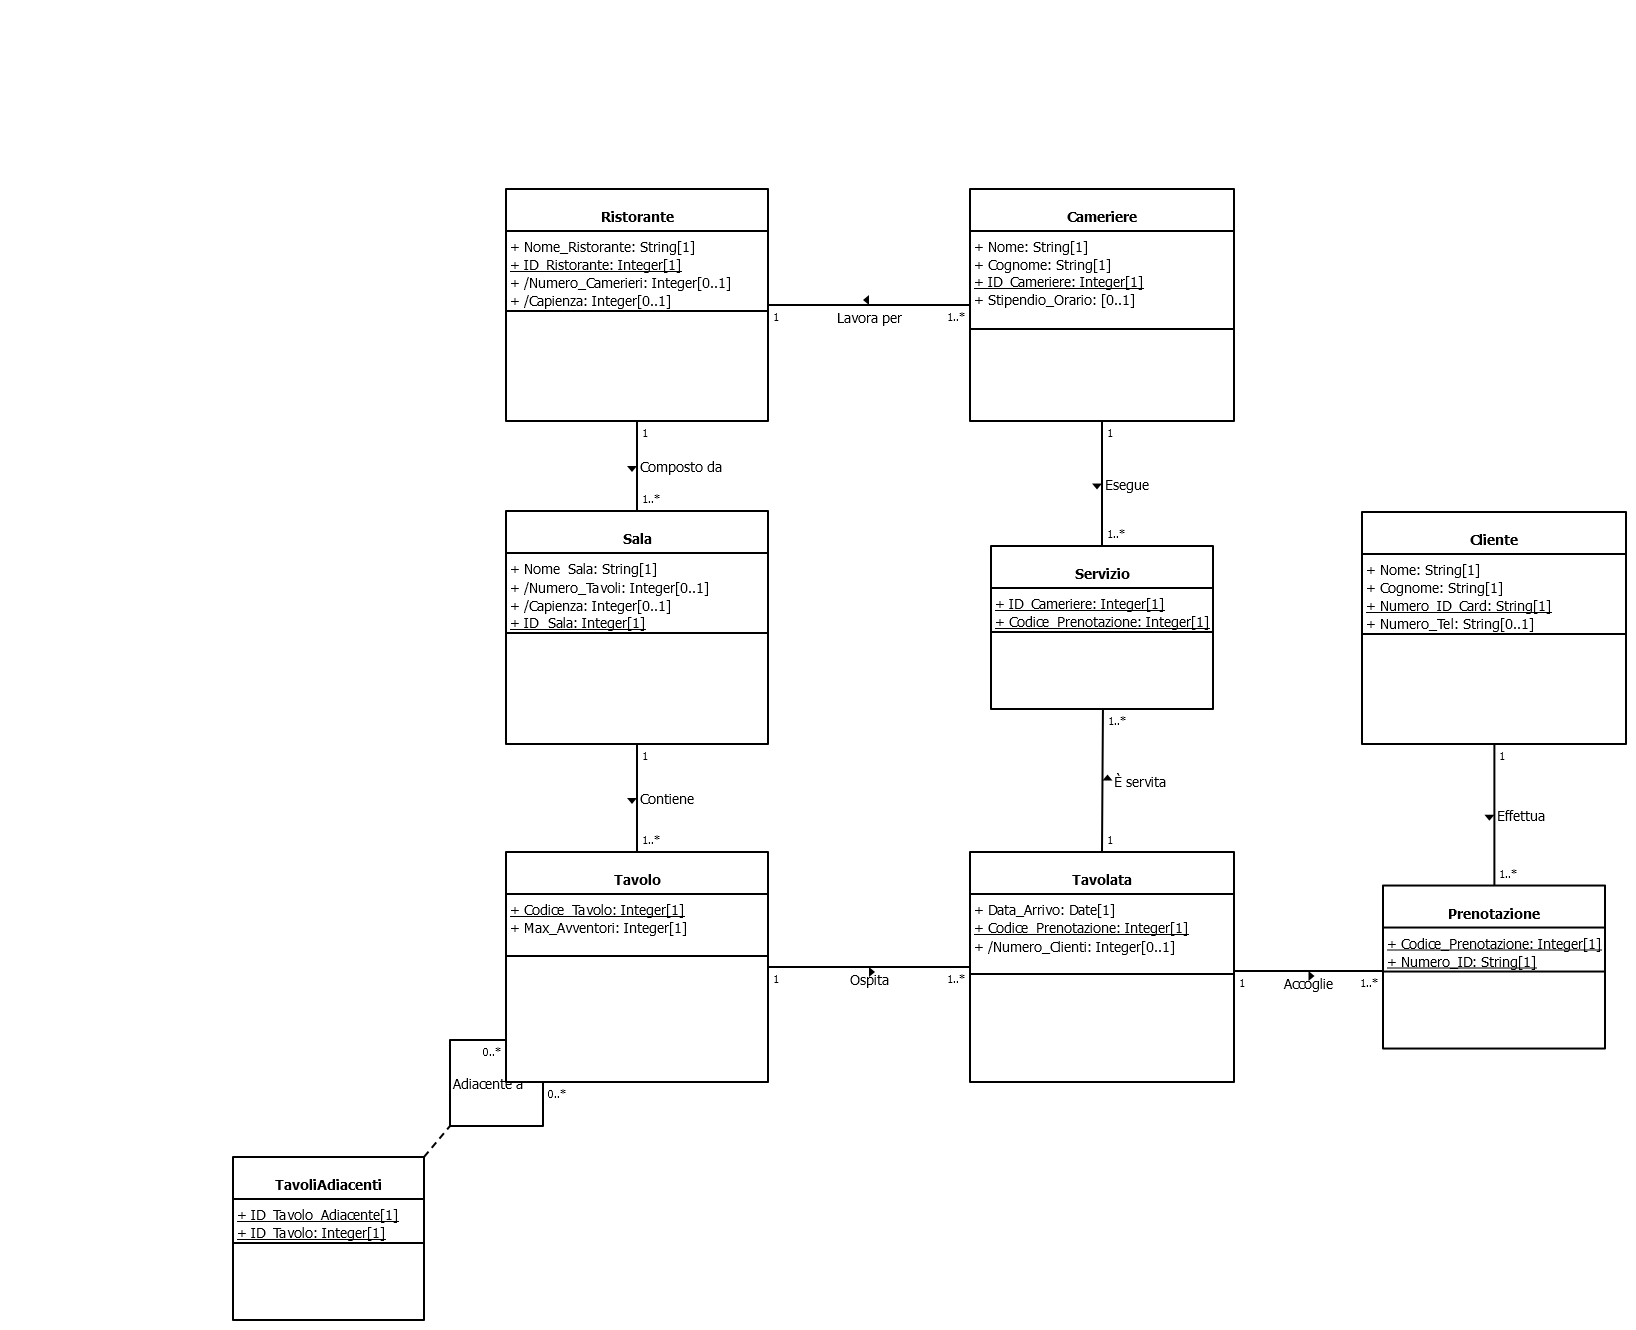 Ristorante
+ Nome_Ristorante: String[1]
+ ID_Ristorante: Integer[1]
+ /Numero_Camerieri: Integer[0..1]
+ /Capienza: Integer[0..1]
Cameriere
+ Nome: String[1]
+ Cognome: String[1]
+ ID_Cameriere: Integer[1]
+ Stipendio_Orario: [0..1]
1
Lavora per
1..*
1
Composto da
1..*
1
Esegue
1..*
Sala
+ Nome_Sala: String[1]
+ /Numero_Tavoli: Integer[0..1]
+ /Capienza: Integer[0..1]
+ ID_Sala: Integer[1]
Servizio
+ ID_Cameriere: Integer[1]
+ Codice_Prenotazione: Integer[1]
Cliente
+ Nome: String[1]
+ Cognome: String[1]
+ Numero_ID_Card: String[1]
+ Numero_Tel: String[0..1]
1
Contiene
1..*
1..*
È servita
1
1
Effettua
1..*
Tavolo
+ Codice_Tavolo: Integer[1]
+ Max_Avventori: Integer[1]
Tavolata
+ Data_Arrivo: Date[1]
+ Codice_Prenotazione: Integer[1]
+ /Numero_Clienti: Integer[0..1]
Prenotazione
+ Codice_Prenotazione: Integer[1]
+ Numero_ID: String[1]
1
Ospita
1..*
1
Accoglie
1..*
0..*
Adiacente a
0..*
TavoliAdiacenti
+ ID_Tavolo_Adiacente[1]
+ ID_Tavolo: Integer[1]